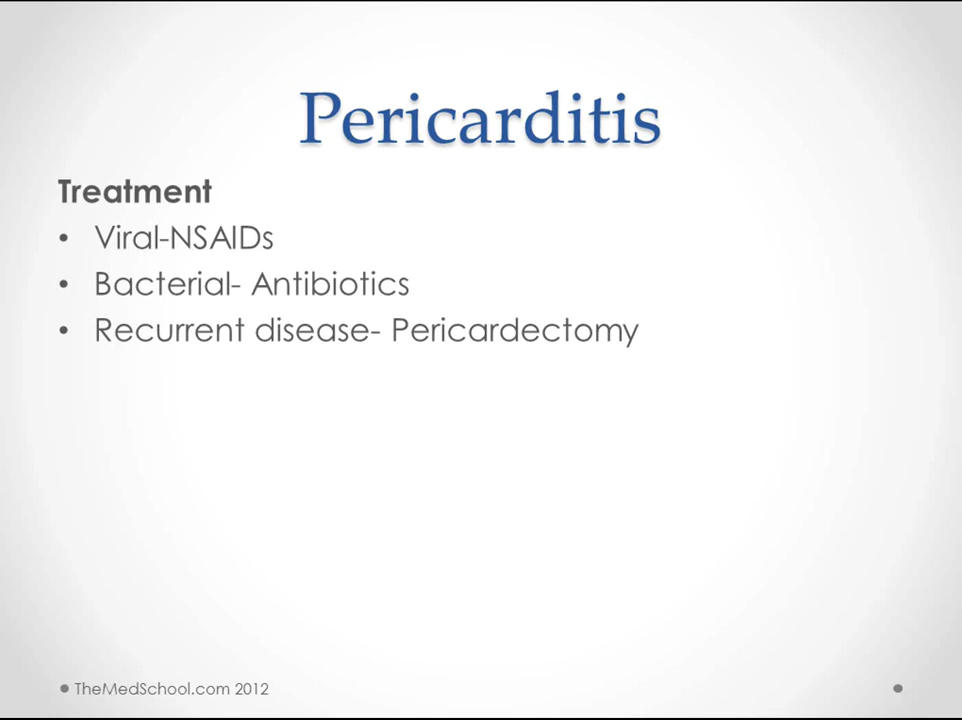 Pericarditis
Treatment
• Viral-NSAIDs
• Bacterial- Antibiotics
• Recurrent disease- Pericardectomy
TheMedSchool.com 2012